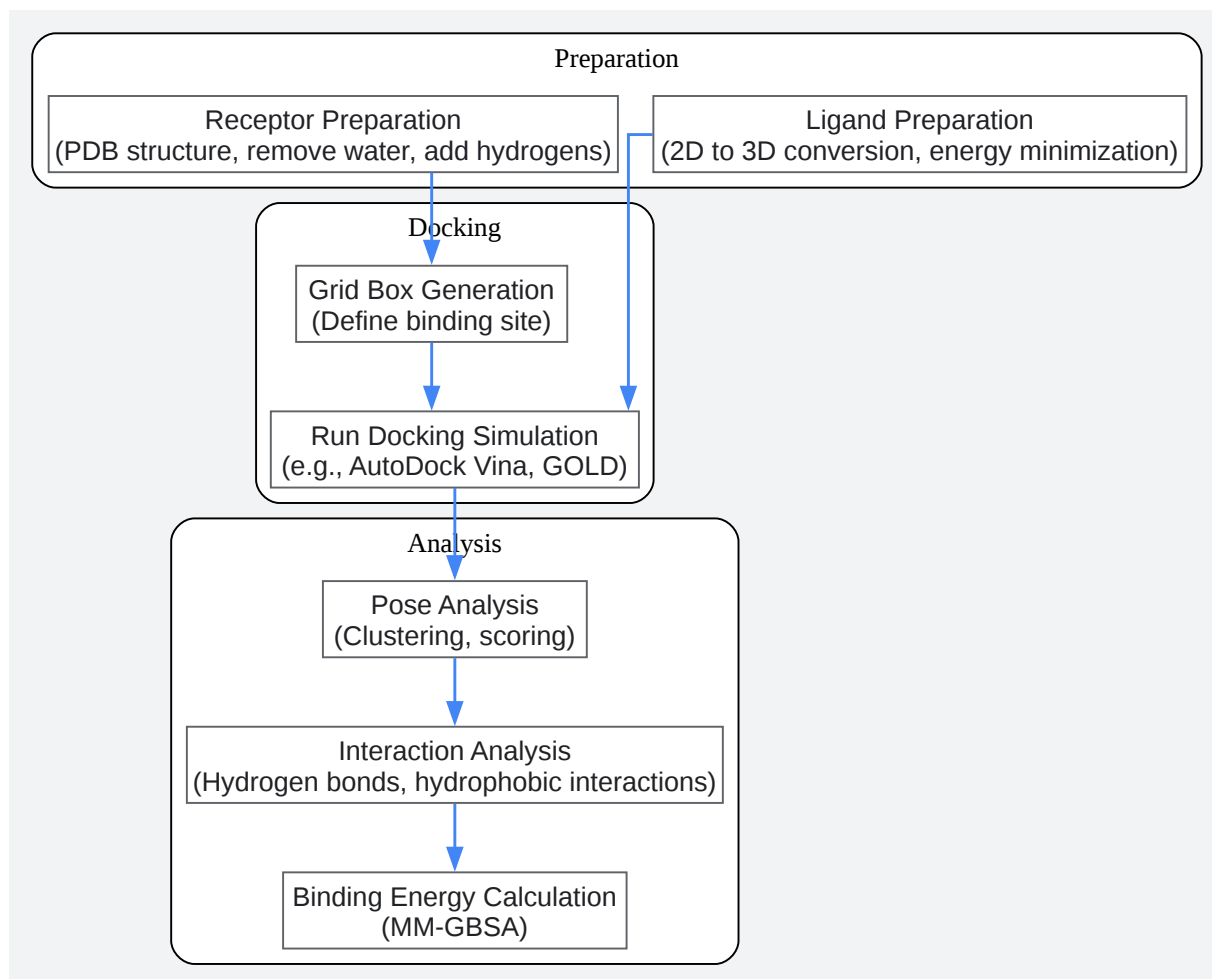 Preparation
Receptor Preparation
(PDB structure, remove water, add hydrogens)
Ligand Preparation
(2D to 3D conversion, energy minimization)
Docking
Grid Box Generation
(Define binding site)
Run Docking Simulation
(e.g., AutoDock Vina, GOLD)
Analysis
Pose Analysis
(Clustering, scoring)
Interaction Analysis
(Hydrogen bonds, hydrophobic interactions)
Binding Energy Calculation
(MM-GBSA)